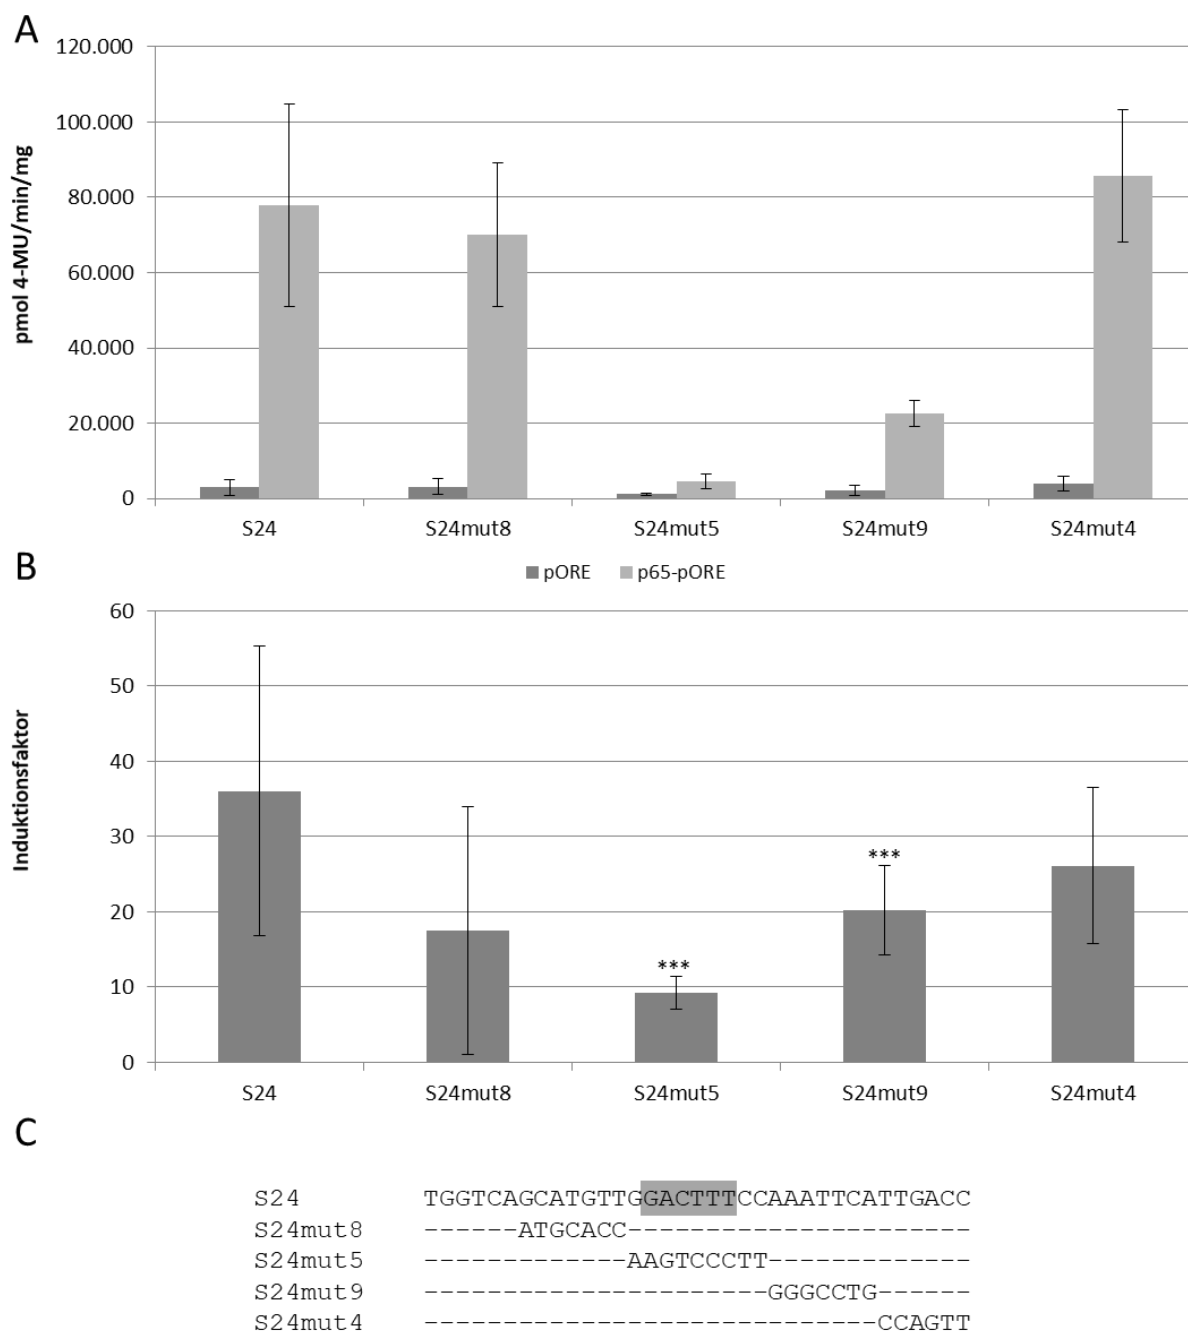 A
120.000
100.000
80.000
60.000
40.000
20.000
0
pmol 4-MU/min/mg
S24 S24mut8 S24mut5 S24mut9 S24mut4
pORE p65-pORE
B
60
50
40
30
20
10
0
Induktionsfaktor
***
***
S24 S24mut8 S24mut5 S24mut9 S24mut4
C
S24 TGGTCAGCATGTTGGACTTTCCAAATTCATTGACC
S24mut8 ------ATGCACC----------------------
S24mut5 -------------AAGTCCCTT-------------
S24mut9 ----------------------GGGCCTG------
S24mut4 -----------------------------CCAGTT